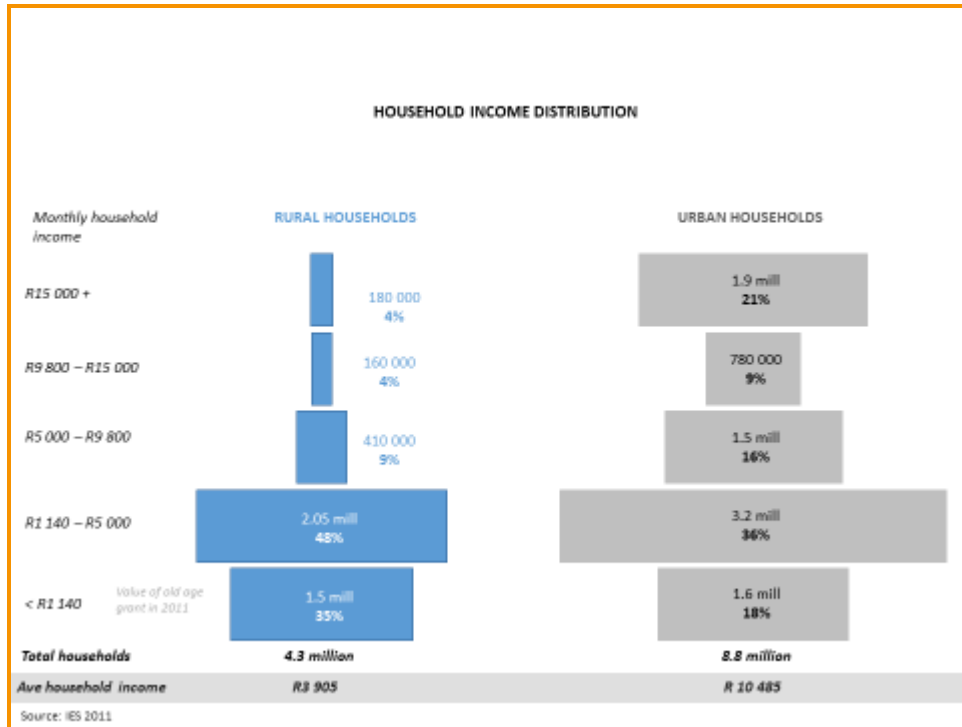 HOUSEHOLD INCOME DISTRIBUTION
Monthly household
income
RURAL HOUSEHOLDS
URBAN HOUSEHOLDS
R15 000 +
180 000
4%
1.9 mill
21%
R9 800 – R15 000
160 000
4%
780 000
9%
R5 000 – R9 800
410 000
9%
1.5 mill
16%
R1 140 – R5 000
2.05 mill
48%
3.2 mill
36%
< R1 140
Value of old age
grant in 2011
1.5 mill
35%
1.6 mill
18%
Total households
4.3 million
8.8 million
Ave household income
R3 905
R 10 485
Source: IES 2011